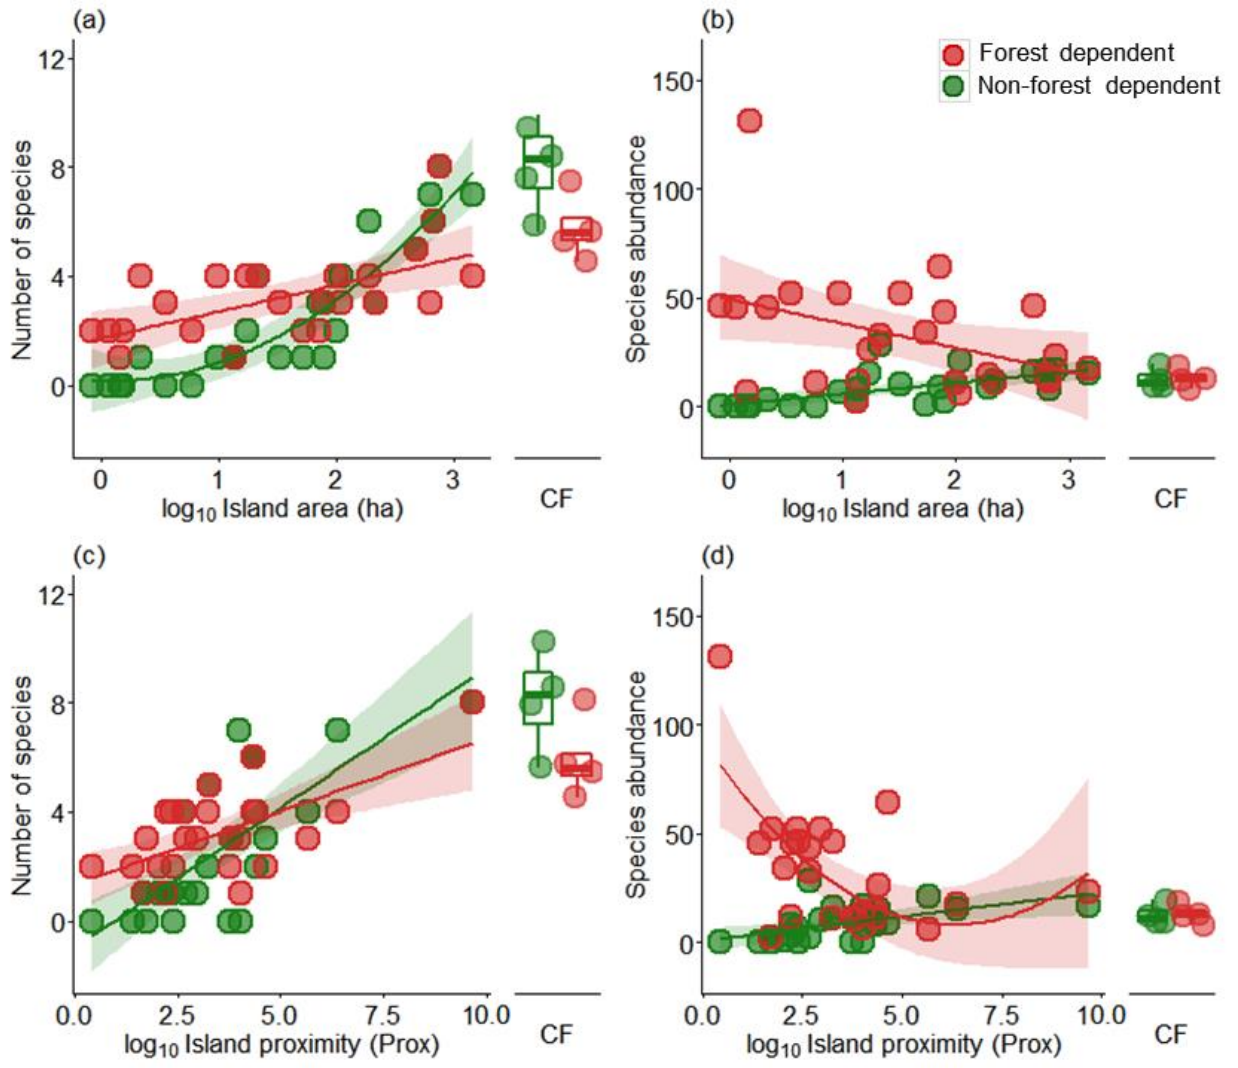 (a)
Number of species
12
8
4
0
0 1 2 3
log10 Island area (ha)
CF
(b)
Forest dependent
Non-forest dependent
Species abundance
150
100
50
0
0 1 2 3
log10 Island area (ha)
CF
(c)
Number of species
12
8
4
0
0.0 2.5 5.0 7.5 10.0
log10 Island proximity (Prox)
CF
(d)
Species abundance
150
100
50
0
0.0 2.5 5.0 7.5 10.0
log10 Island proximity (Prox)
CF